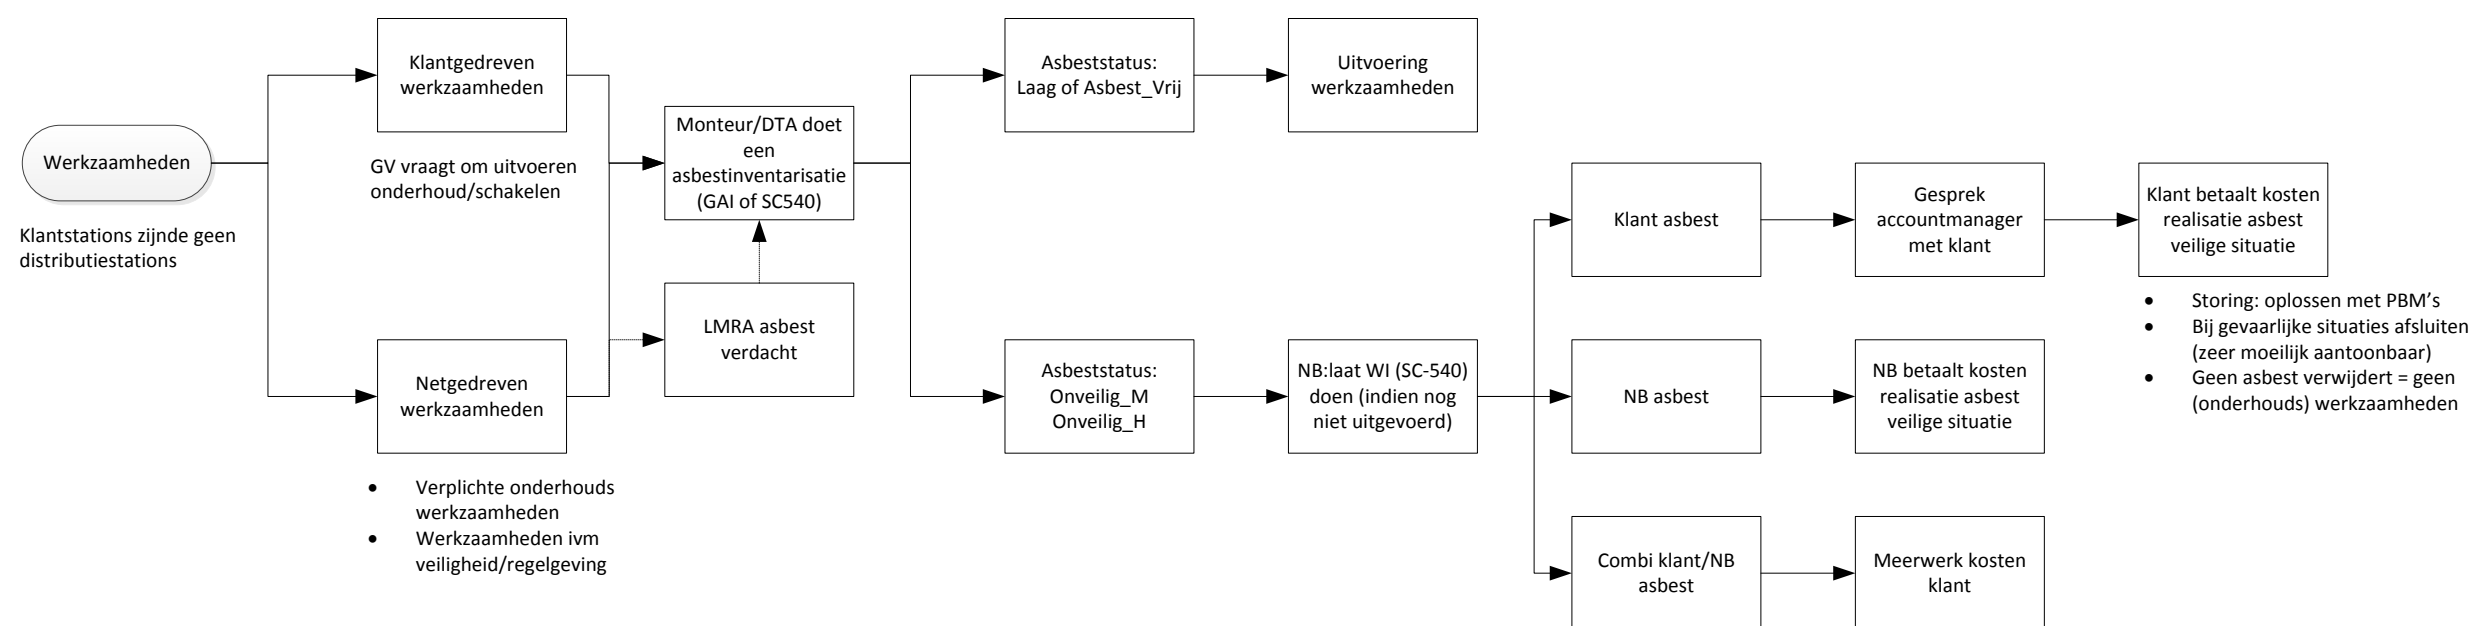 Werkzaamheden
Klantstations zijnde geen
distributiestations
Klantgedreven
werkzaamheden
GV vraagt om uitvoeren
onderhoud/schakelen
Netgedreven
werkzaamheden
• Verplichte onderhouds
werkzaamheden
• Werkzaamheden ivm
veiligheid/regelgeving
Monteur/DTA doet
een
asbestinventarisatie
(GAI of SC540)
LMRA asbest
verdacht
Asbeststatus:
Laag of Asbest_Vrij
Uitvoering
werkzaamheden
Asbeststatus:
Onveilig_M
Onveilig_H
NB:laat WI (SC-540)
doen (indien nog
niet uitgevoerd)
Klant asbest
Gesprek
accountmanager
met klant
Klant betaalt kosten
realisatie asbest
veilige situatie
• Storing: oplossen met PBM’s
• Bij gevaarlijke situaties afsluiten
(zeer moeilijk aantoonbaar)
• Geen asbest verwijdert = geen
(onderhouds) werkzaamheden
NB asbest
NB betaalt kosten
realisatie asbest
veilige situatie
Combi klant/NB
asbest
Meerwerk kosten
klant